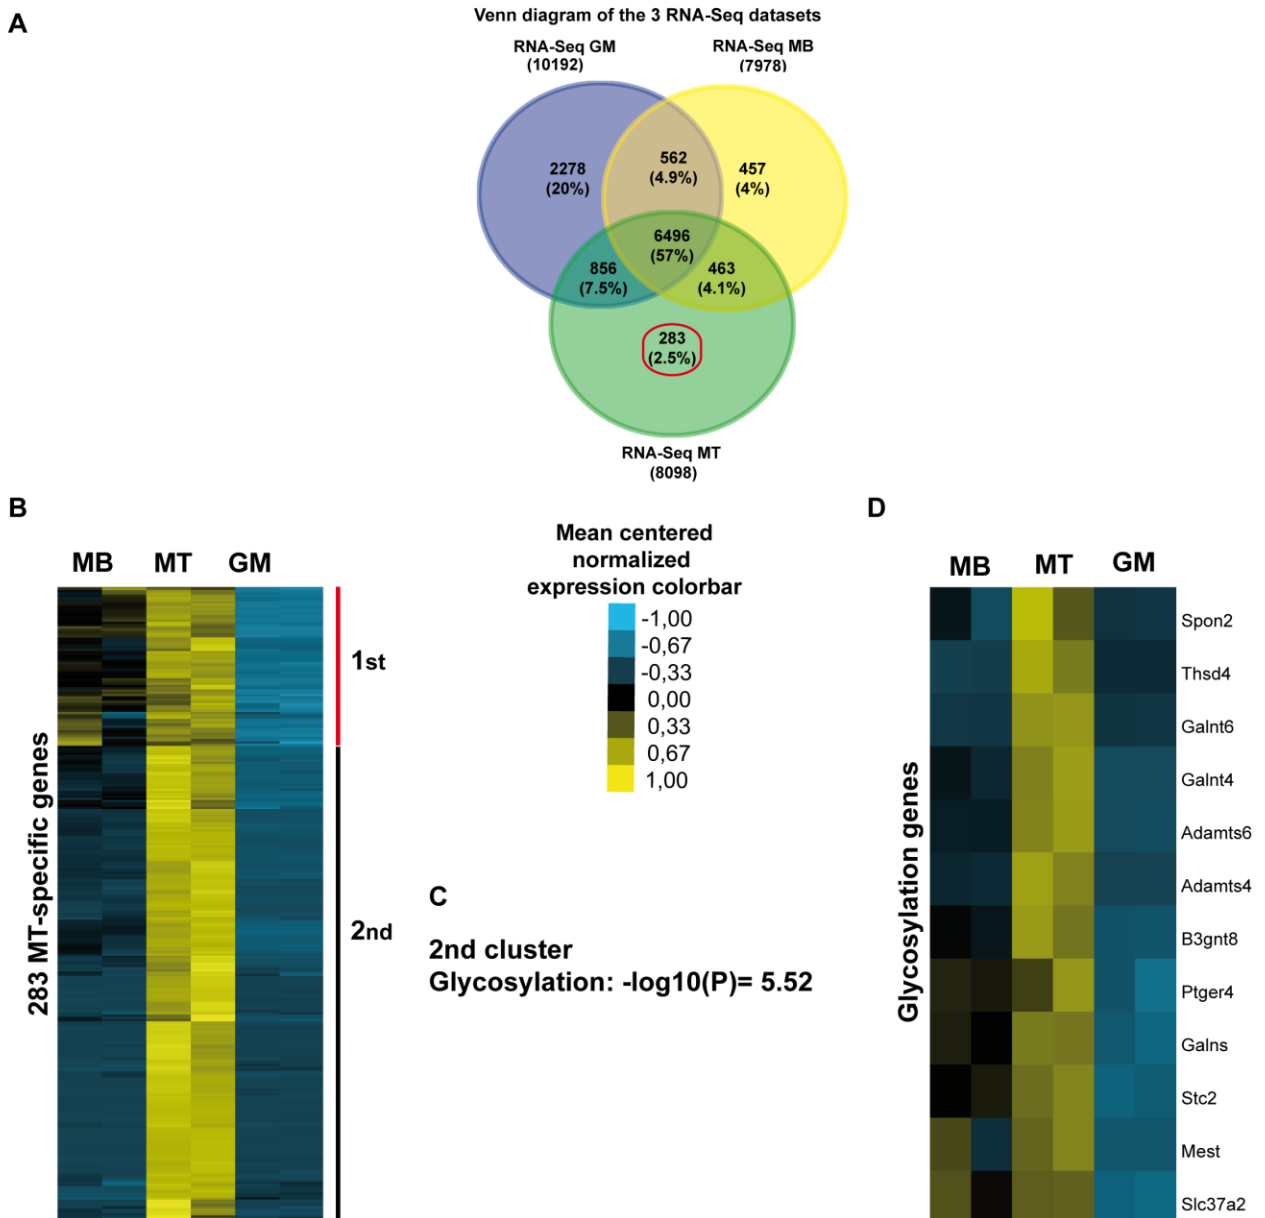 A
Venn diagram of the 3 RNA-Seq datasets
RNA-Seq GM
(10192)
RNA-Seq MB
(7978)
2278
(20%)
562
(4.9%)
457
(4%)
6496
(57%)
856
(7.5%)
463
(4.1%)
283
(2.5%)
RNA-Seq MT
(8098)
B
MB MT GM
283 MT-specific genes
1st
2nd
Mean centered
normalized
expression colorbar
-1,00
-0,67
-0,33
0,00
0,33
0,67
1,00
C
2nd cluster
Glycosylation: -log10(P)= 5.52
D
MB MT GM
Glycosylation genes
Spon2
Thsd4
Galnt6
Galnt4
Adamts6
Adamts4
B3gnt8
Ptger4
Galns
Stc2
Mest
Slc37a2